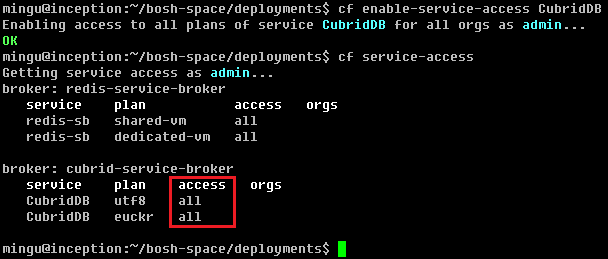 mingu@inception:~/bosh-space/deployments$ cf enable-service-access CubridDB
Enabling access to all plans of service CubridDB for all orgs as admin...
OK
mingu@inception:~/bosh-space/deployments$ cf service-access
Getting service access as admin...
broker: redis-service-broker
   service    plan           access   orgs
   redis-sb   shared-vm      all
   redis-sb   dedicated-vm   all

broker: cubrid-service-broker
   service    plan    access   orgs
   CubridDB   utf8    all
   CubridDB   euckr   all

mingu@inception:~/bosh-space/deployments$